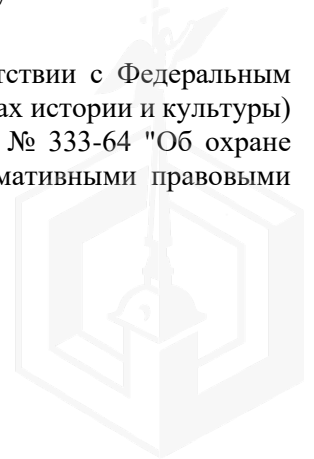 тствии с Федеральным
ах истории и культуры)
№ 333-64 "Об охране
мативными правовыми